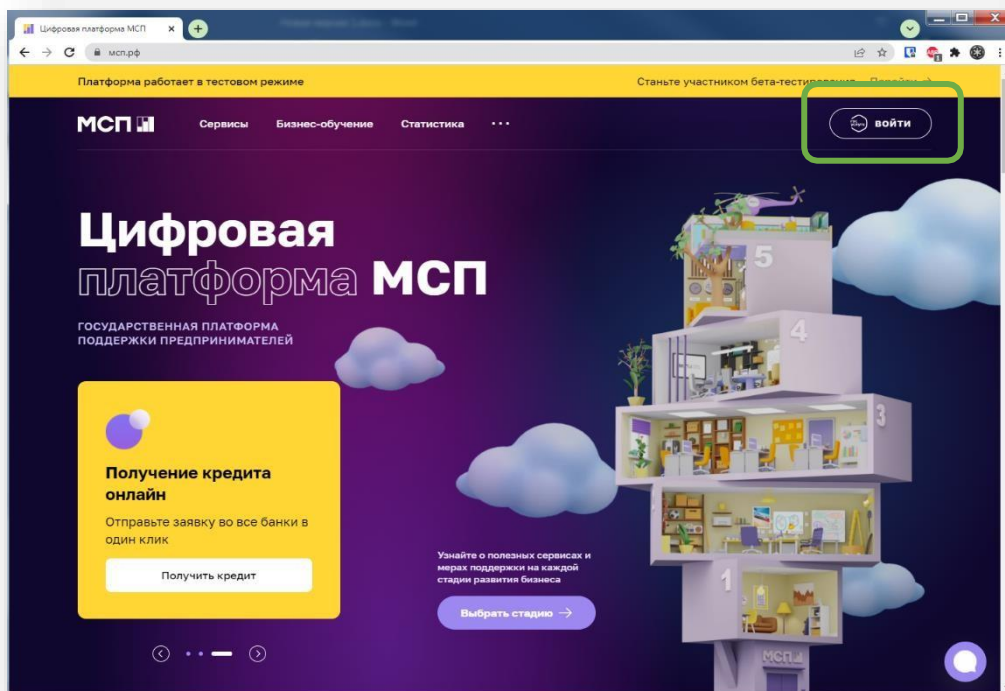 Цифровая платформа МСП
мсп.рф
Платформа работает в тестовом режиме
Станьте участником бета-тестирования Перейти →
МСП
Сервисы Бизнес-обучение Статистика ...
ВОЙТИ
Цифровая
платформа МСП
ГОСУДАРСТВЕННАЯ ПЛАТФОРМА
ПОДДЕРЖКИ ПРЕДПРИНИМАТЕЛЕЙ
Получение кредита
онлайн
Отправьте заявку во все банки в
один клик
Получить кредит
Узнайте о полезных сервисах и
мерах поддержки на каждой
стадии развития бизнеса
Выбрать стадию →
5
4
3
1
МСП